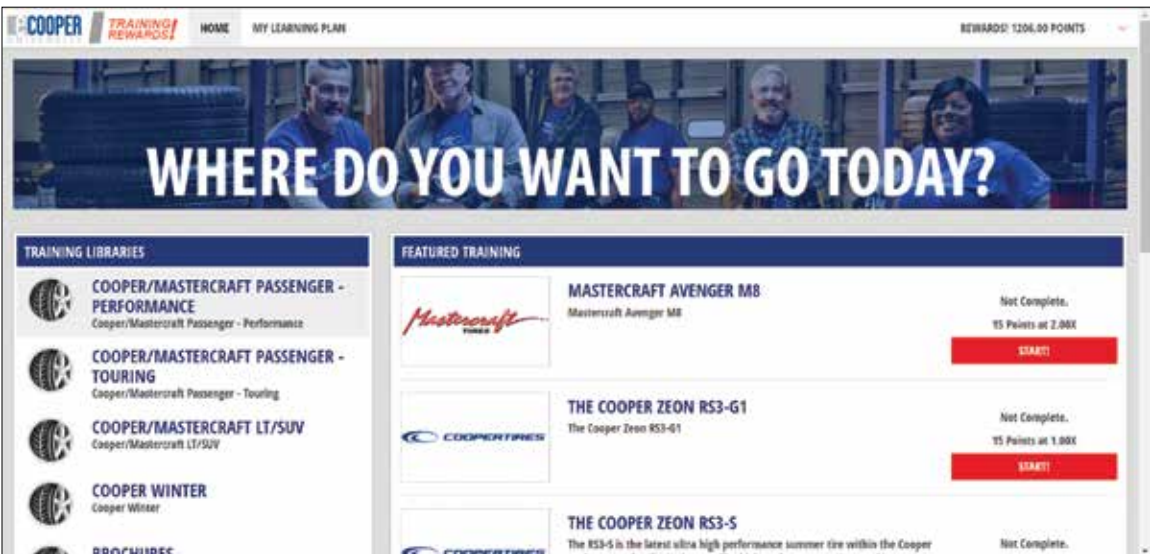 COOPER
TRAINING
REWARDS!
HOME
MY LEARNING PLAN
REWARDS! 1206.00 POINTS
WHERE DO YOU WANT TO GO TODAY?
TRAINING LIBRARIES
COOPER/MASTERCRAFT PASSENGER -
PERFORMANCE
Cooper/Mastercraft Passenger - Performance
COOPER/MASTERCRAFT PASSENGER -
TOURING
Cooper/Mastercraft Passenger - Touring
COOPER/MASTERCRAFT LT/SUV
Cooper/Mastercraft LT/SUV
COOPER WINTER
Cooper Winter
BROCHURES
FEATURED TRAINING
Mastercraft
TIRES
MASTERCRAFT AVENGER M8
Mastercraft Avenger M8
Not Complete.
15 Points at 2.00X
START!
COOPERTIRES
THE COOPER ZEON RS3-G1
The Cooper Zeon RS3-G1
Not Complete.
15 Points at 1.00X
START!
COOPERTIRES
THE COOPER ZEON RS3-S
The RS3-S is the latest ultra high performance summer tire within the Cooper
Not Complete.